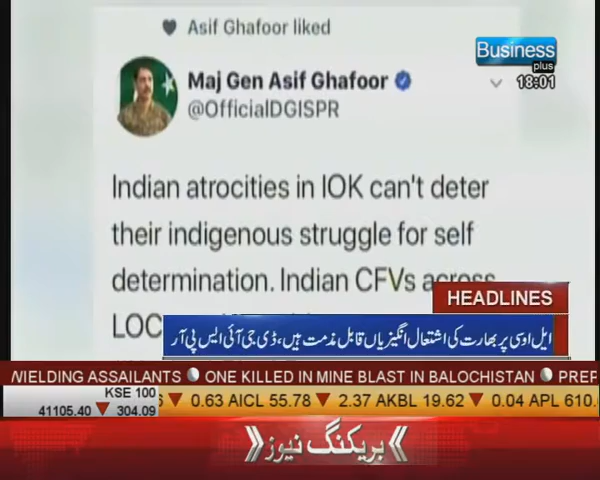 Asif Ghafoor liked
Business
plus
18:01
Maj Gen Asif Ghafoor
@OfficialDGISPR
Indian atrocities in IOK can't deter
their indigenous struggle for self
determination. Indian CFVs across
LOC
HEADLINES
ایل او سی پر بھارت کی اشتعال انگیزیاں قابل مذمت ہیں، ڈی جی آئی ایس پی آر
WIELDING ASSAILANTS ONE KILLED IN MINE BLAST IN BALOCHISTAN PREP
KSE 100
41105.40 ▼ 304.09
6 ▼ 0.63 AICL 55.78 ▼ 2.37 AKBL 19.62 ▼ 0.04 APL 610.
بریکنگ نیوز